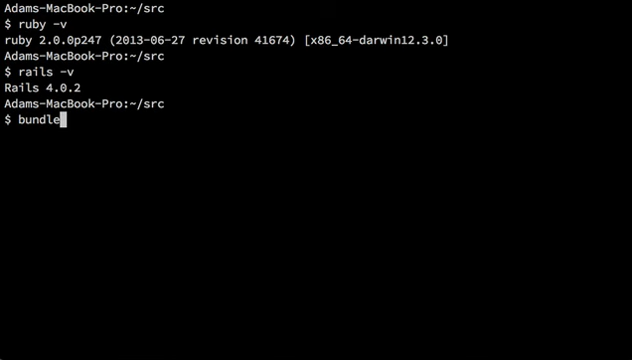 Adams-MacBook-Pro:~/src
$ ruby -v
ruby 2.0.0p247 (2013-06-27 revision 41674) [x86_64-darwin12.3.0]
Adams-MacBook-Pro:~/src
$ rails -v
Rails 4.0.2
Adams-MacBook-Pro:~/src
$ bundle